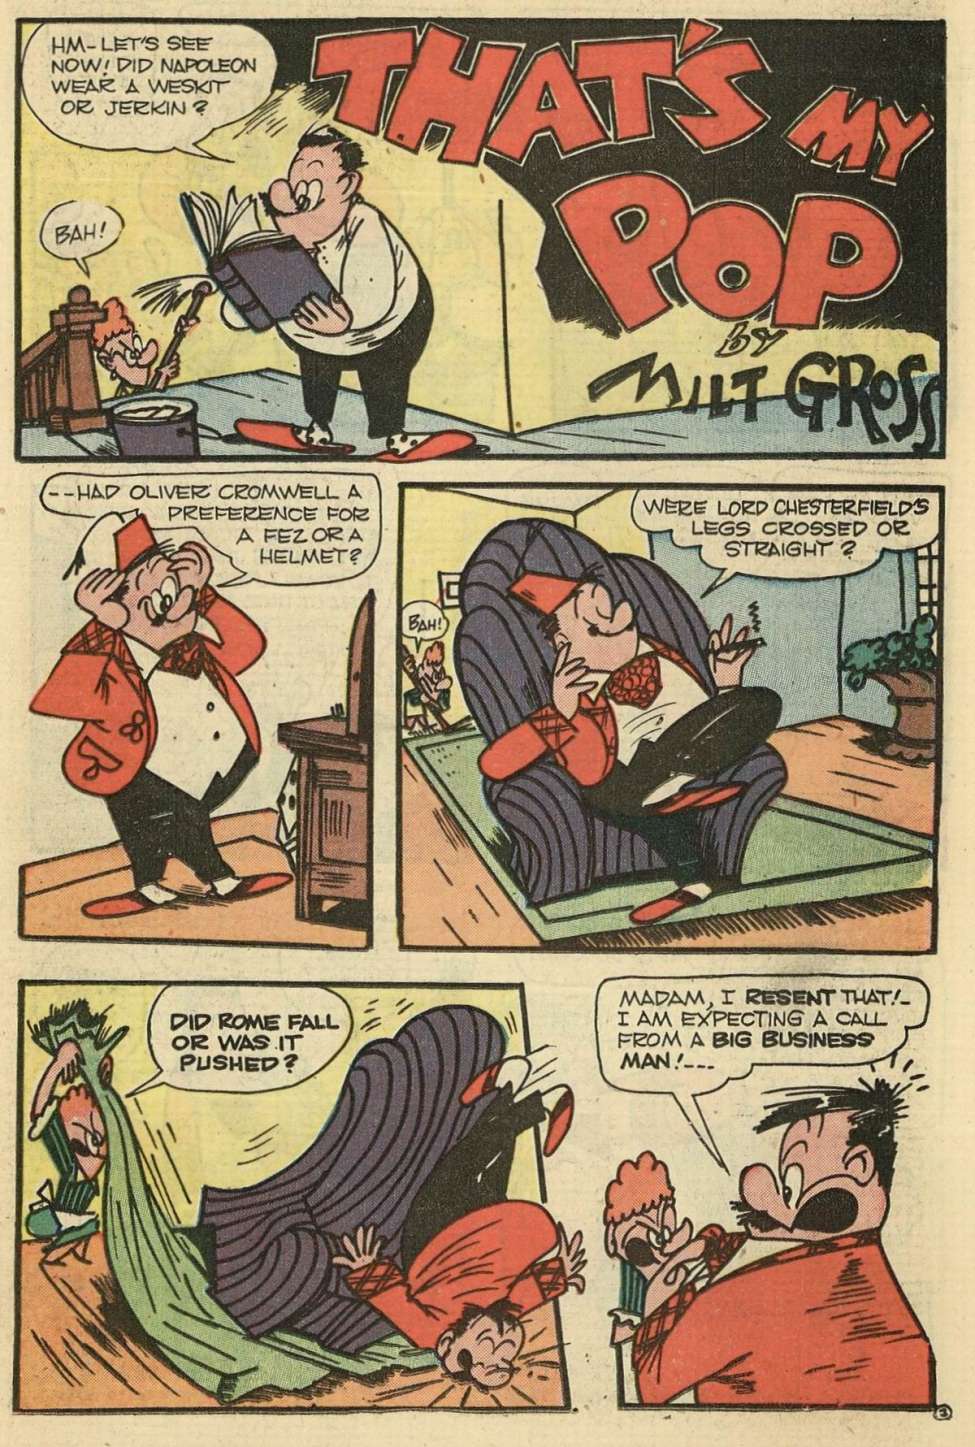 HM-LET'S SEE
NOW! DID NAPOLEON
WEAR A WESKIT
OR JERKIN?
THAT'S
MY
POP
BY
MILT GROSS
BAH!
--HAD OLIVER CROMWELL A
PREFERENCE FOR
A FEZ OR A
HELMET?
WERE LORD CHESTERFIELD'S
LEGS CROSSED OR
STRAIGHT?
BAH!
DID ROME FALL
OR WAS IT
PUSHED?
MADAM, I RESENT THAT!-
I AM EXPECTING A CALL
FROM A BIG BUSINESS
MAN!---